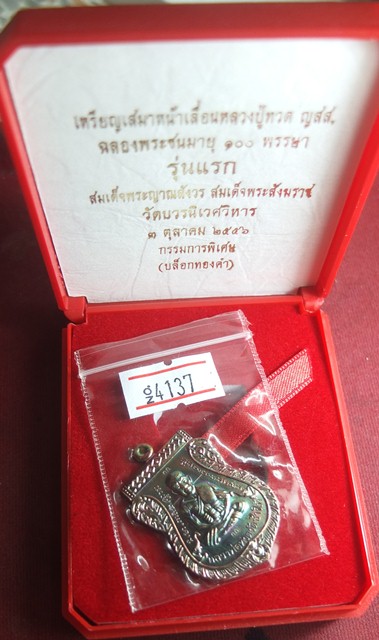 เหรียญเสมาหน้าเลื่อนหลวงปู่ทวด ญสส.
ฉลองพระชนมายุ ๑๐๐ พรรษา
รุ่นแรก
สมเด็จพระญาณสังวร สมเด็จพระสังฆราช
วัดบวรนิเวศวิหาร
๓ ตุลาคม ๒๕๕๖
กรรมการพิเศษ
(บล็อกทองคำ)
4137